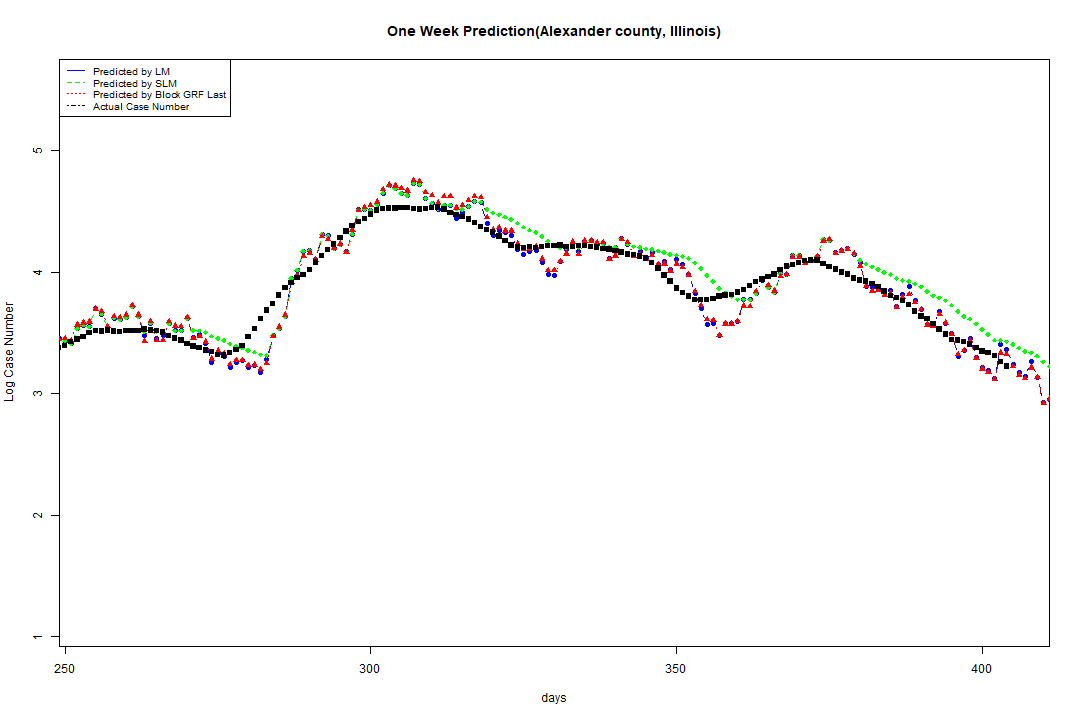 One Week Prediction(Alexander county, Illinois)
Predicted by LM
Predicted by SLM
Predicted by Block GRF Last
Actual Case Number
5
4
3
2
1
Log Case Number
250
300
350
400
days